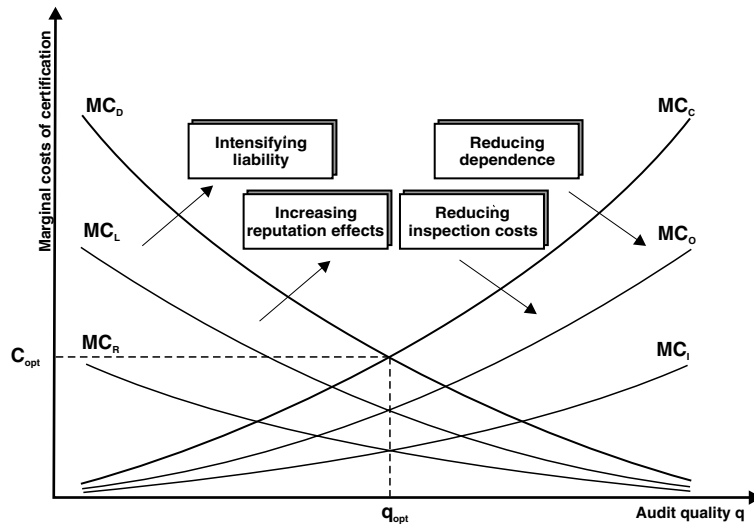 Marginal costs of certification
MC_D
MC_C
Intensifying
liability
Reducing
dependence
Increasing
reputation effects
Reducing
inspection costs
MC_L
MC_O
MC_R
MC_I
C_opt
q_opt
Audit quality q